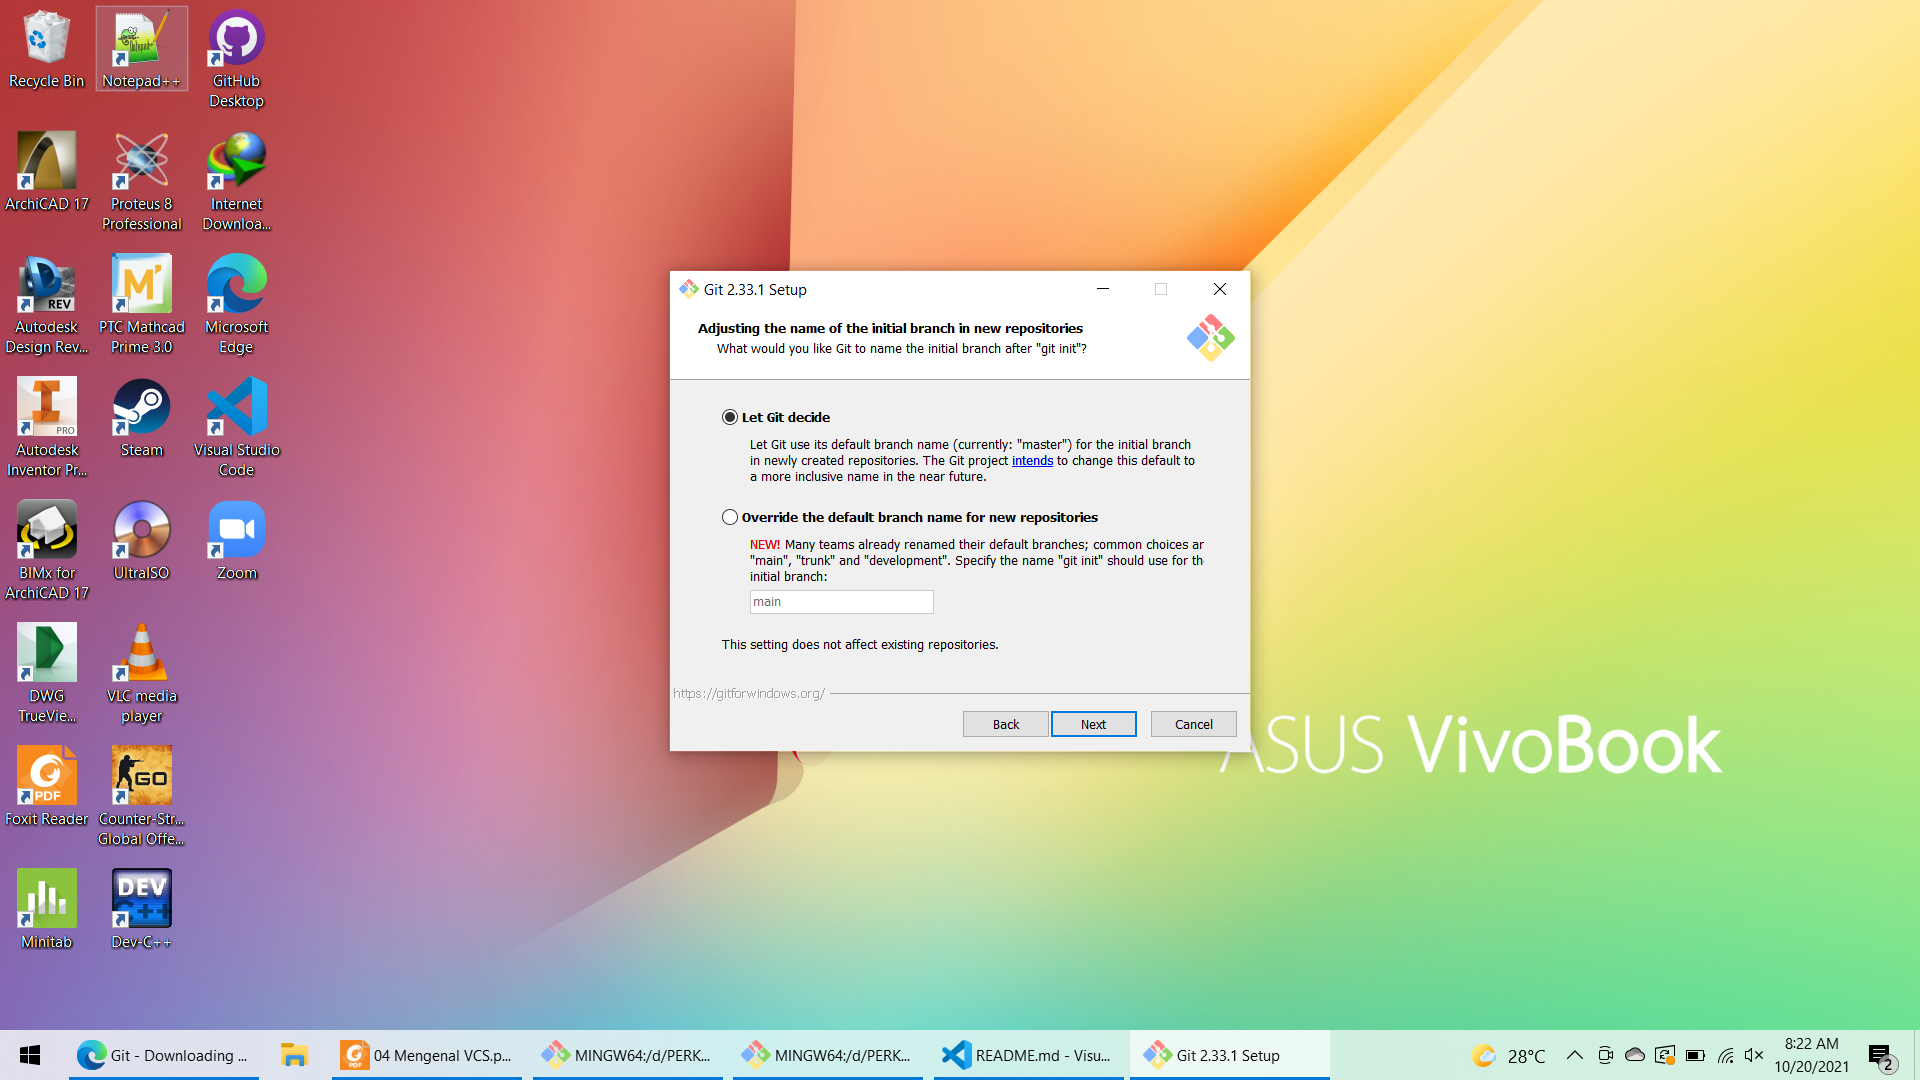 Recycle Bin
Notepad++
GitHub
Desktop
ArchiCAD 17
Proteus 8
Professional
Internet
Downloa...
REV
M'
Autodesk
Design Rev...
PTC Mathcad
Prime 3.0
Microsoft
Edge
PRO
Autodesk
Inventor Pr...
Steam
Visual Studio
Code
BIMx for
ArchiCAD 17
UltraISO
Zoom
DWG
TrueVie...
VLC media
player
PDF
GO
Foxit Reader
Counter-Str...
Global Offe...
DEV
C++
Minitab
Dev-C++
Git 2.33.1 Setup
Adjusting the name of the initial branch in new repositories
What would you like Git to name the initial branch after "git init"?
Let Git decide
Let Git use its default branch name (currently: "master") for the initial branch
in newly created repositories. The Git project intends to change this default to
a more inclusive name in the near future.
Override the default branch name for new repositories
NEW! Many teams already renamed their default branches; common choices ar
"main", "trunk" and "development". Specify the name "git init" should use for th
initial branch:
main
This setting does not affect existing repositories.
https://gitforwindows.org/
Back
Next
Cancel
ASUS VivoBook
Git - Downloading ...
PDF
04 Mengenal VCS.p...
MINGW64:/d/PERK...
MINGW64:/d/PERK...
README.md - Visu...
Git 2.33.1 Setup
28°C
8:22 AM
10/20/2021
2